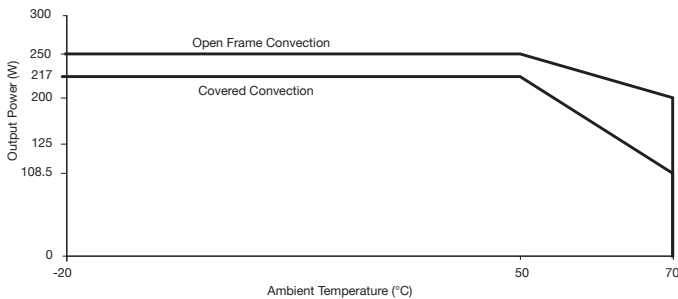 300
250
217
200
125
108.5
0
Output Power (W)
Open Frame Convection
Covered Convection
-20
50
70
Ambient Temperature (°C)